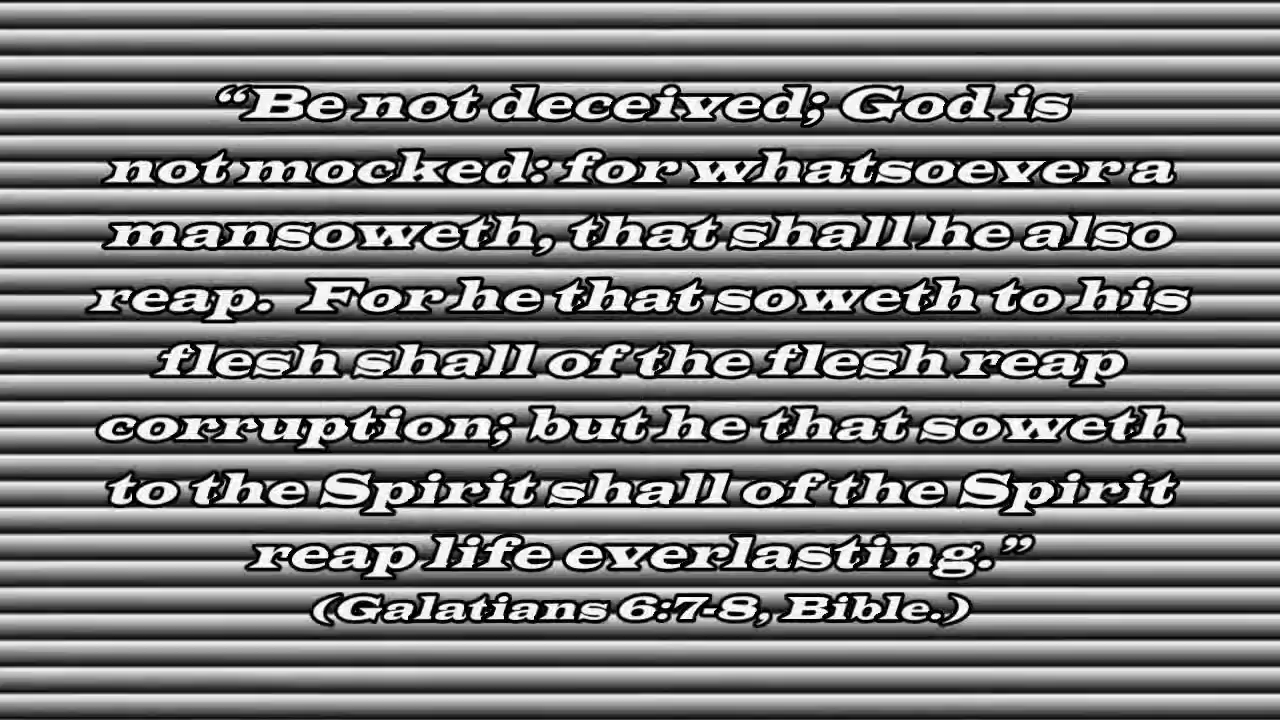 “Be not deceived; God is
not mocked: for whatsoever a
man soweth, that shall he also
reap.  For he that soweth to his
flesh shall of the flesh reap
corruption; but he that soweth
to the Spirit shall of the Spirit
reap life everlasting.”
(Galatians 6:7-8, Bible.)